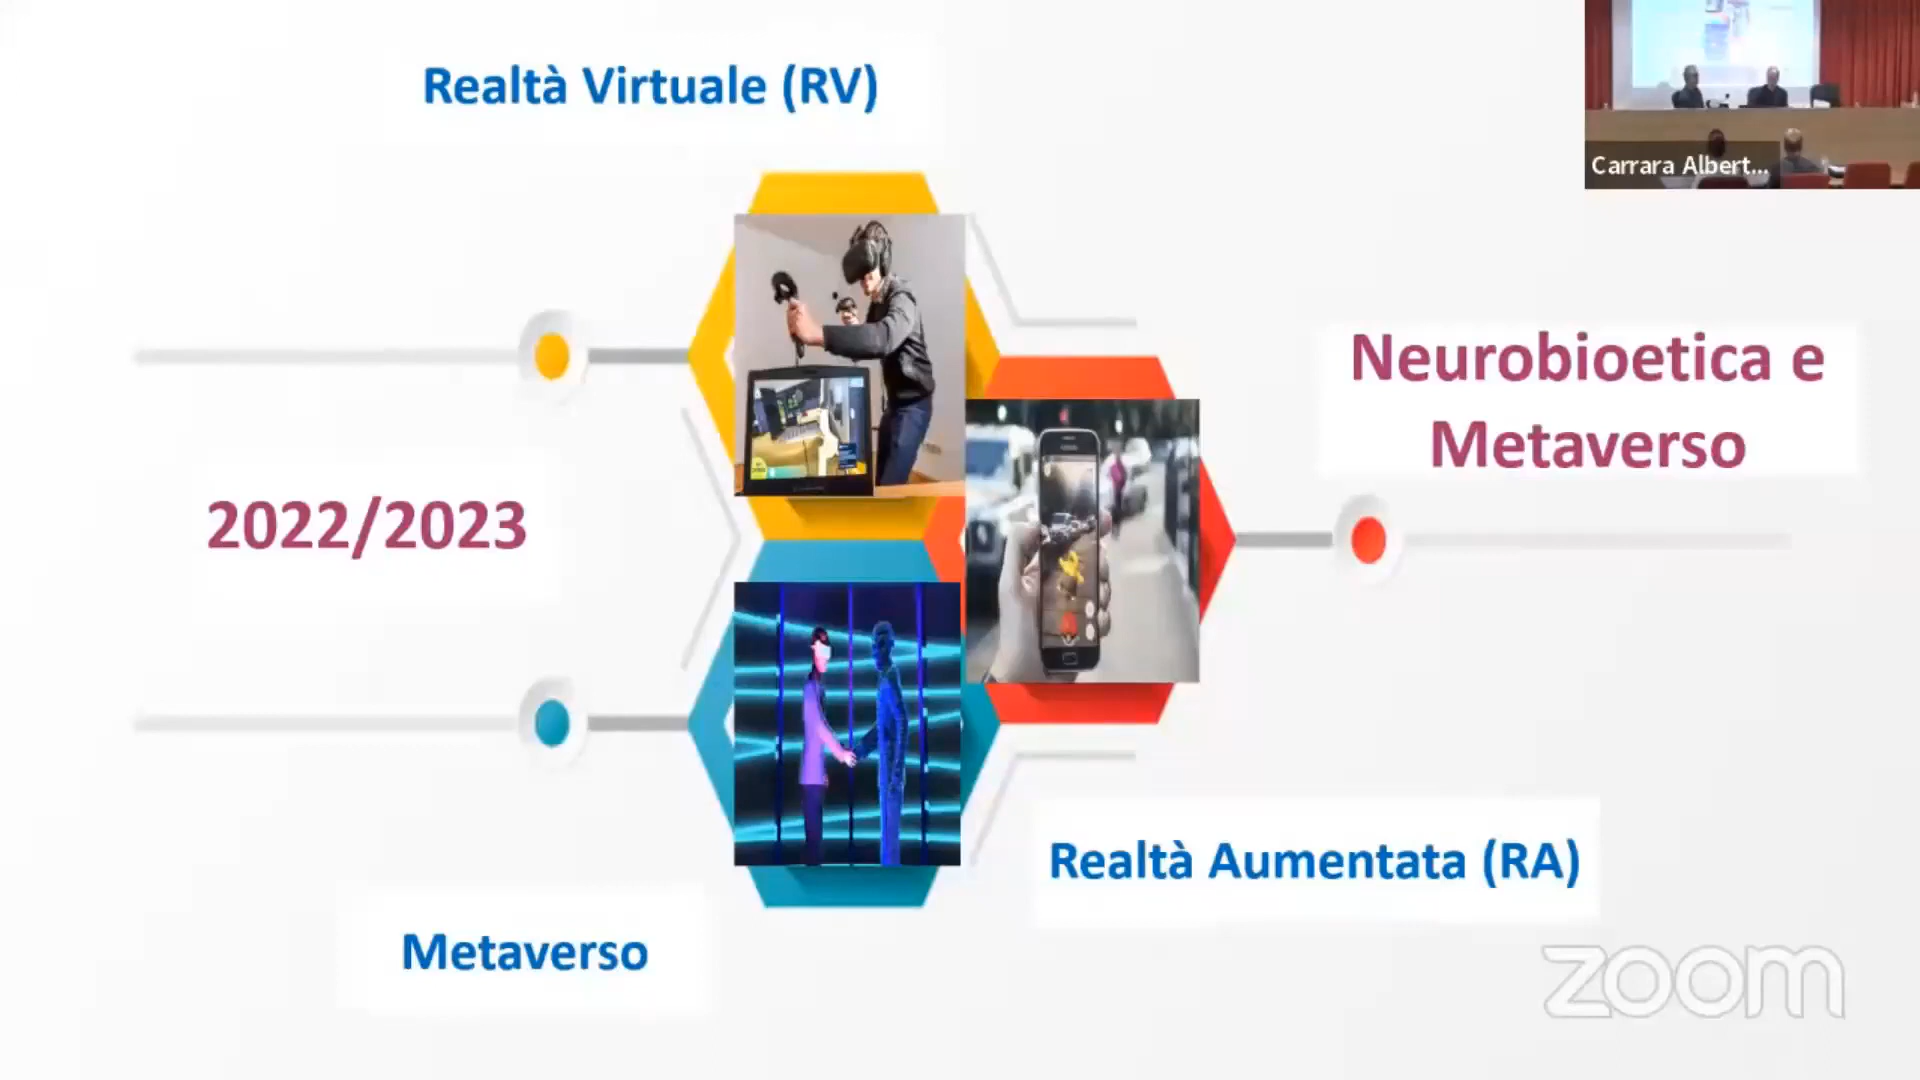 Realtà Virtuale (RV)
Carrara Albert...
Neurobioetica e
Metaverso
2022/2023
Realtà Aumentata (RA)
Metaverso
zoom